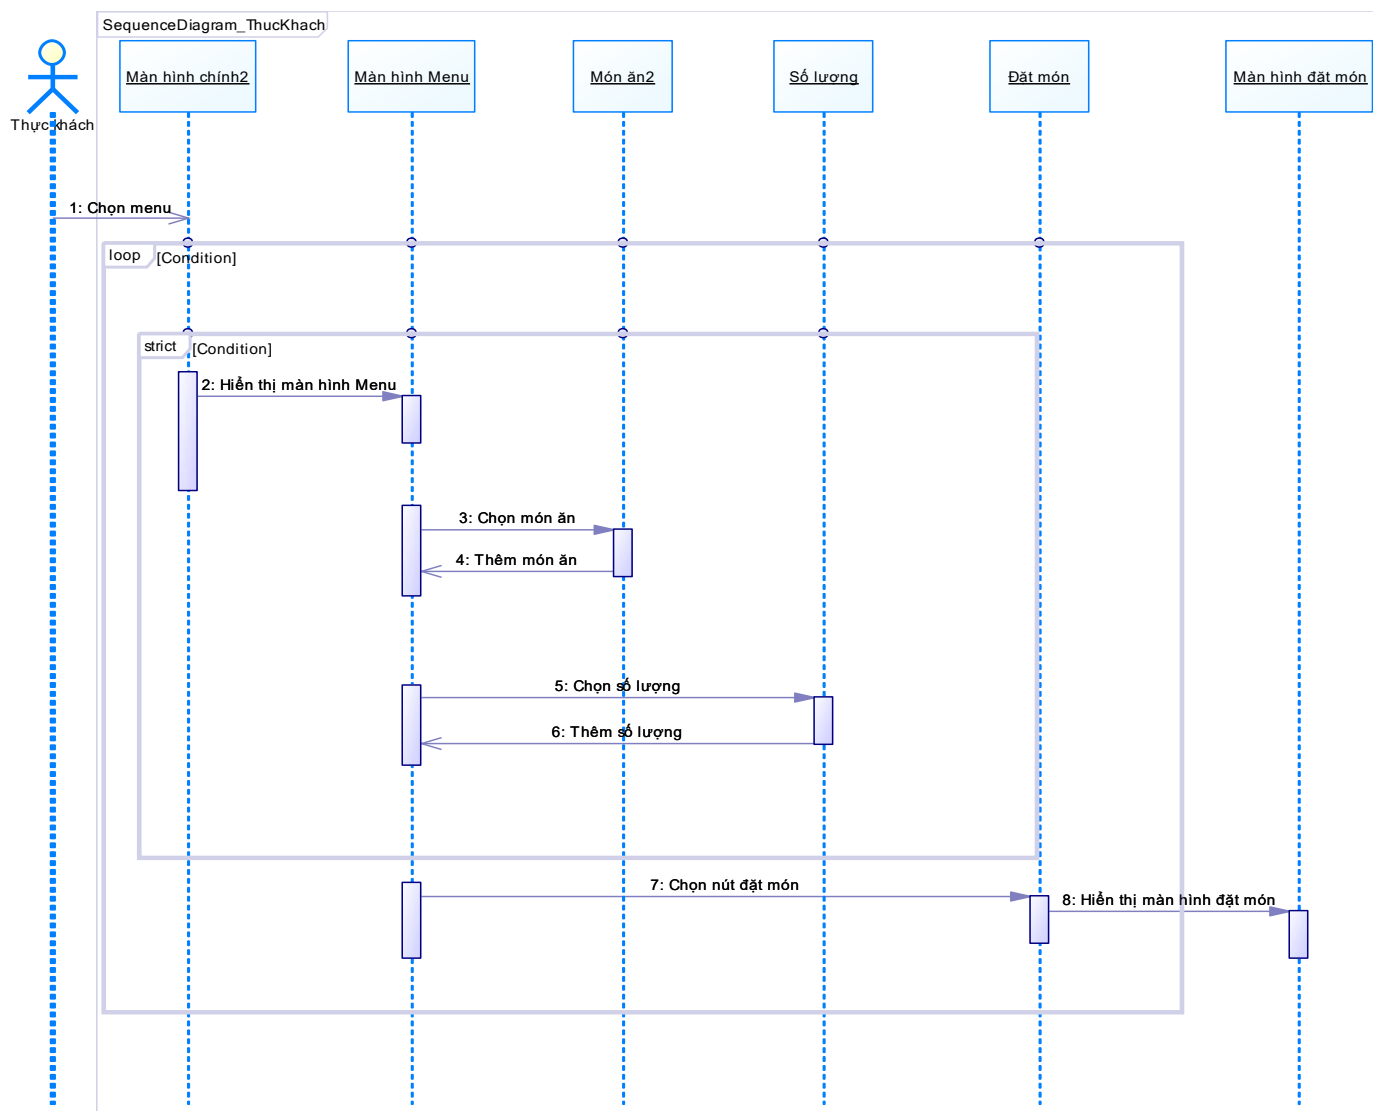 SequenceDiagram_ThucKhach
Thực khách
Màn hình chính2
Màn hình Menu
Món ăn2
Số lượng
Đặt món
Màn hình đặt món
1: Chọn menu
loop
[Condition]
strict
[Condition]
2: Hiển thị màn hình Menu
3: Chọn món ăn
4: Thêm món ăn
5: Chọn số lượng
6: Thêm số lượng
7: Chọn nút đặt món
8: Hiển thị màn hình đặt món